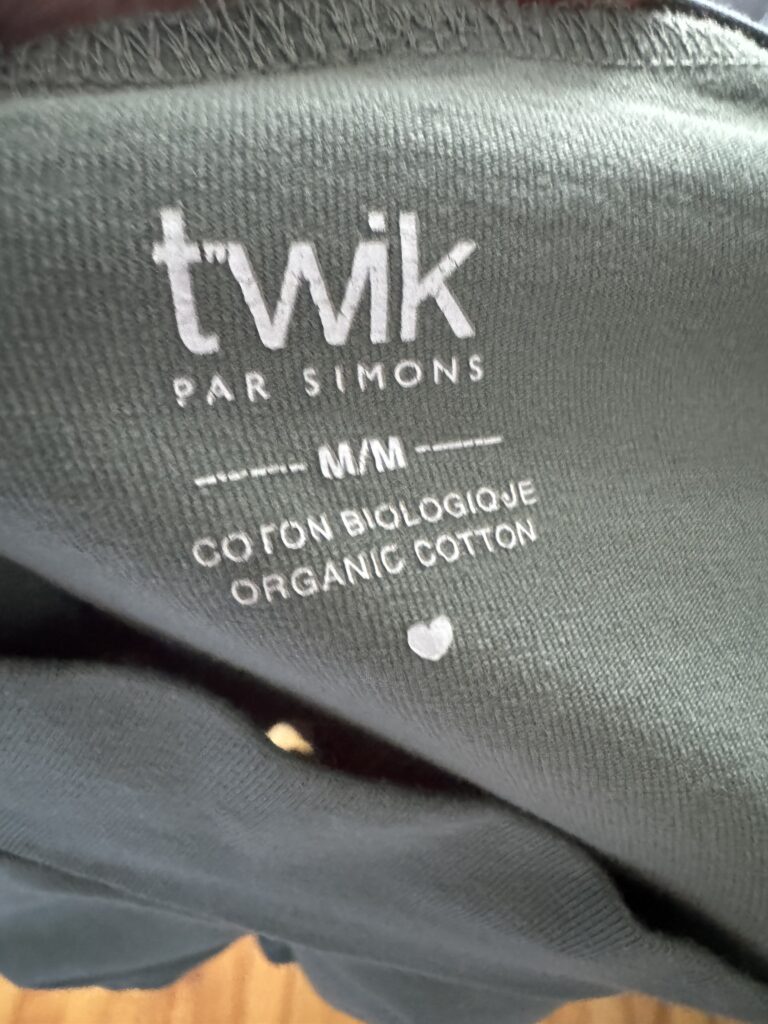 twik
PAR SIMONS
M/M
COTON BIOLOGIQUE
ORGANIC COTTON